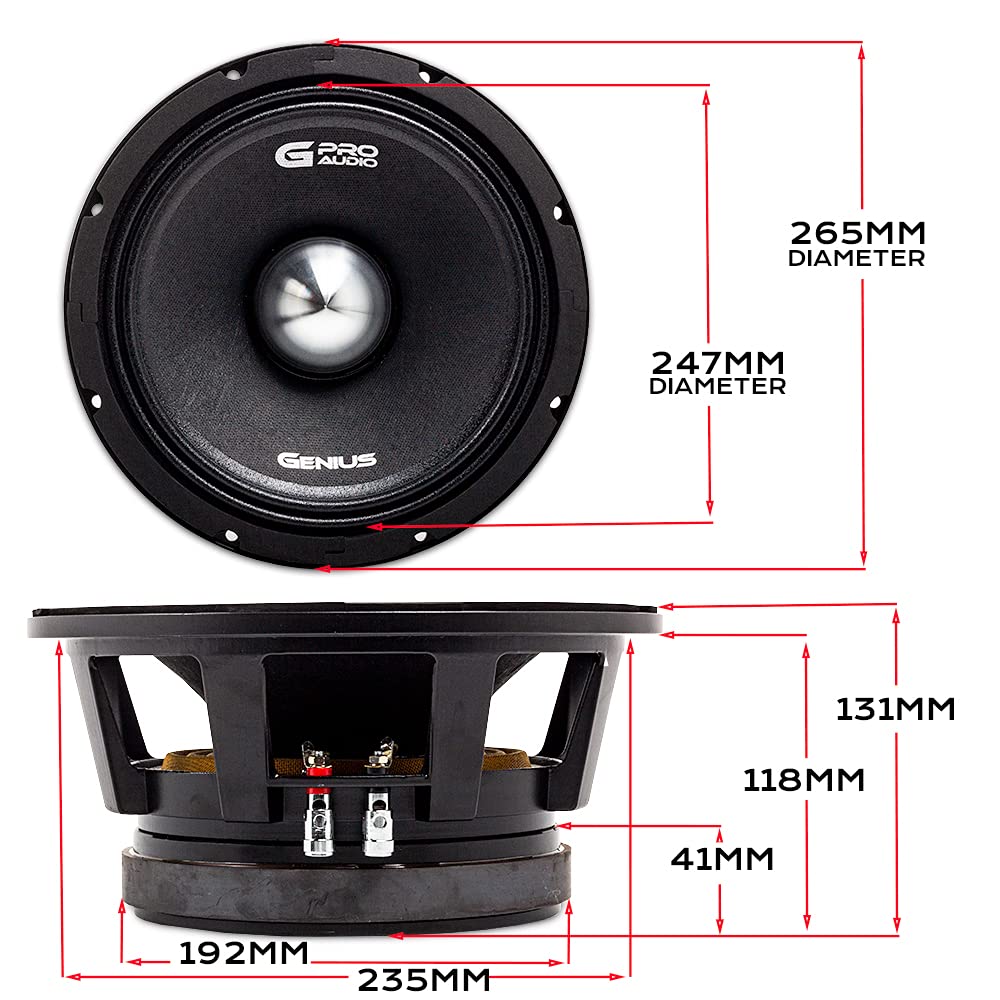 G PRO
AUDIO
265MM
DIAMETER
247MM
DIAMETER
GENIUS
131MM
118MM
41MM
192MM
235MM